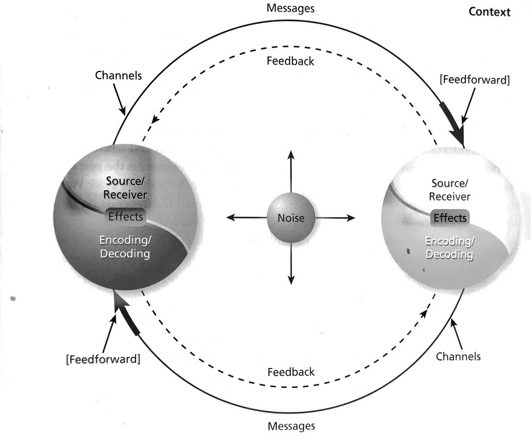 Messages
Context
Feedback
Channels
[Feedforward]
Source/
Receiver
Effects
Encoding/
Decoding
Noise
Source/
Receiver
Effects
Encoding/
Decoding
[Feedforward]
Feedback
Channels
Messages